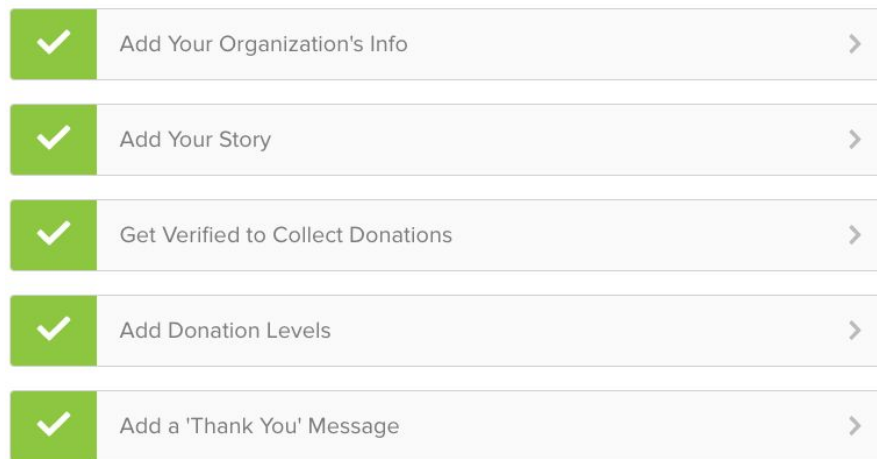 Add Your Organization's Info
Add Your Story
Get Verified to Collect Donations
Add Donation Levels
Add a 'Thank You' Message